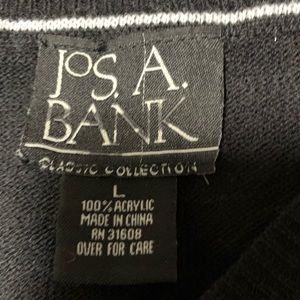 JOS. A.
BANK
CLASSIC COLLECTION
L
100% ACRYLIC
MADE IN CHINA
RN 31608
OVER FOR CARE